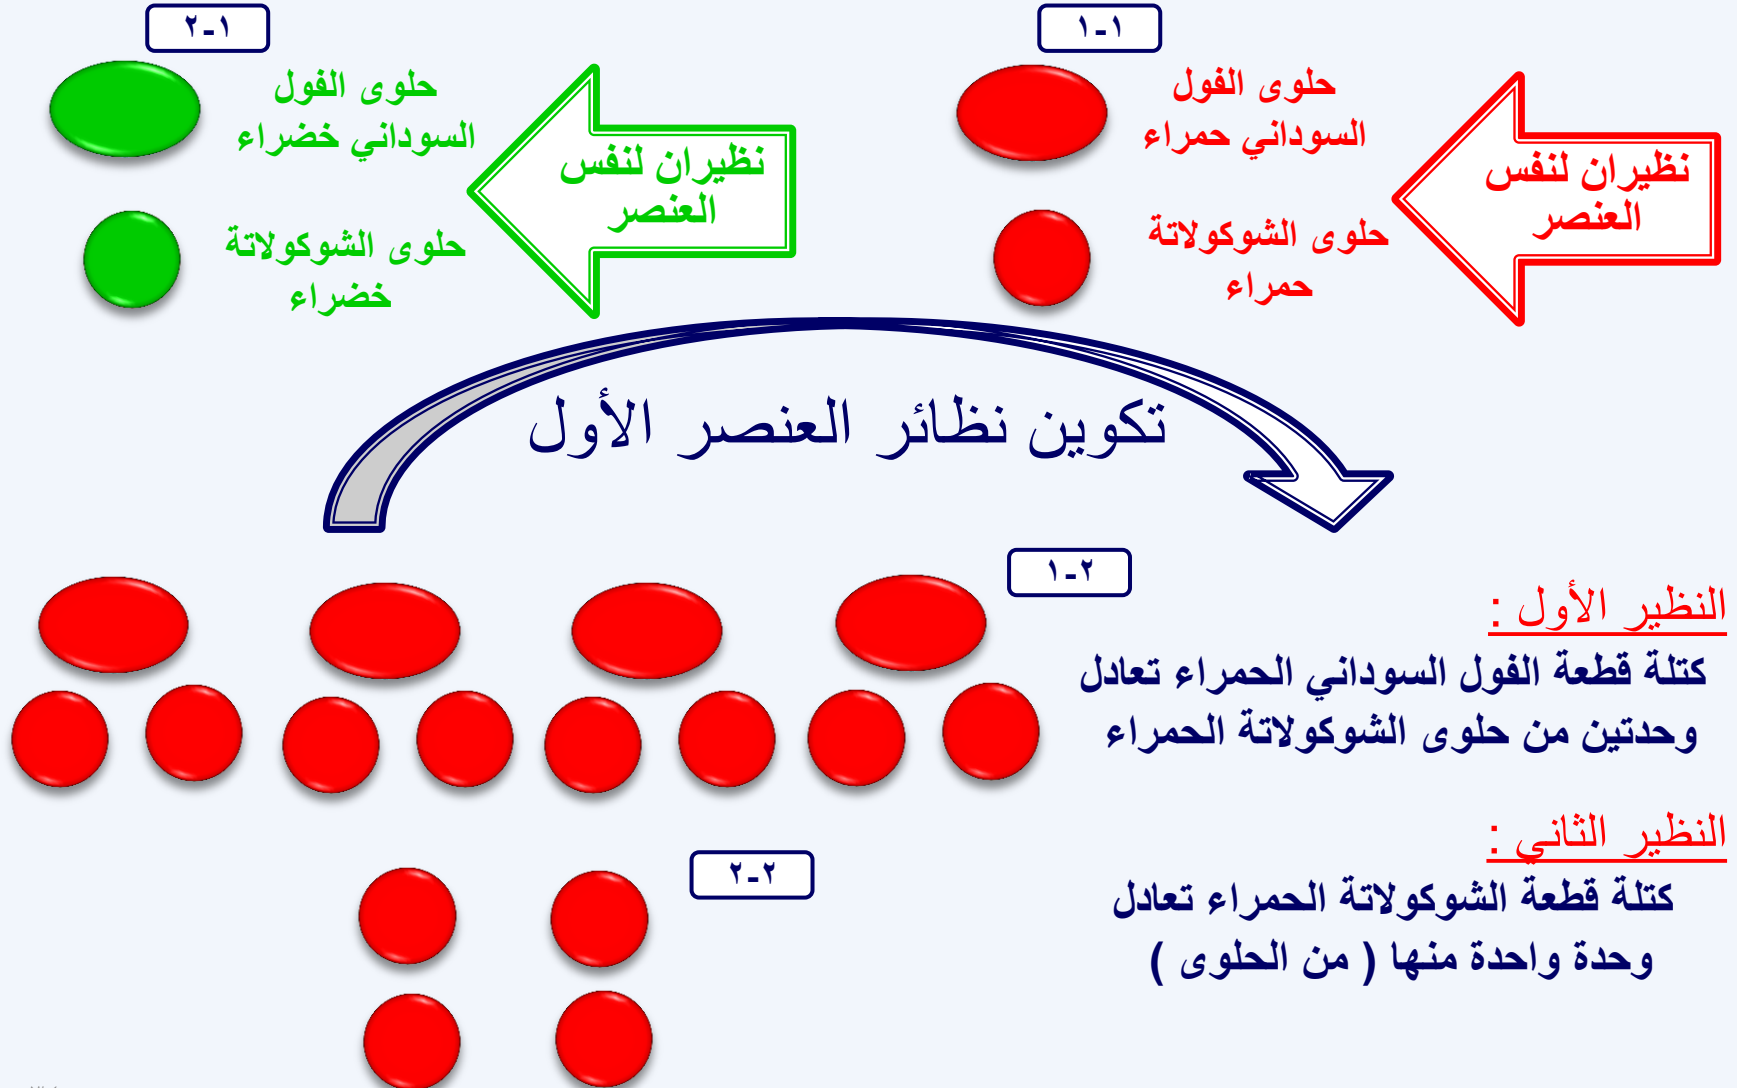 ١-١
حلوى الفول
السوداني حمراء
حلوى الشوكولاتة
حمراء
نظيران لنفس
العنصر
٢-١
حلوى الفول
السوداني خضراء
حلوى الشوكولاتة
خضراء
نظيران لنفس
العنصر
تكوين نظائر العنصر الأول
١-٢
النظير الأول :
كتلة قطعة الفول السوداني الحمراء تعادل
وحدتين من حلوى الشوكولاتة الحمراء
النظير الثاني :
كتلة قطعة الشوكولاتة الحمراء تعادل
وحدة واحدة منها ( من الحلوى )
٢-٢